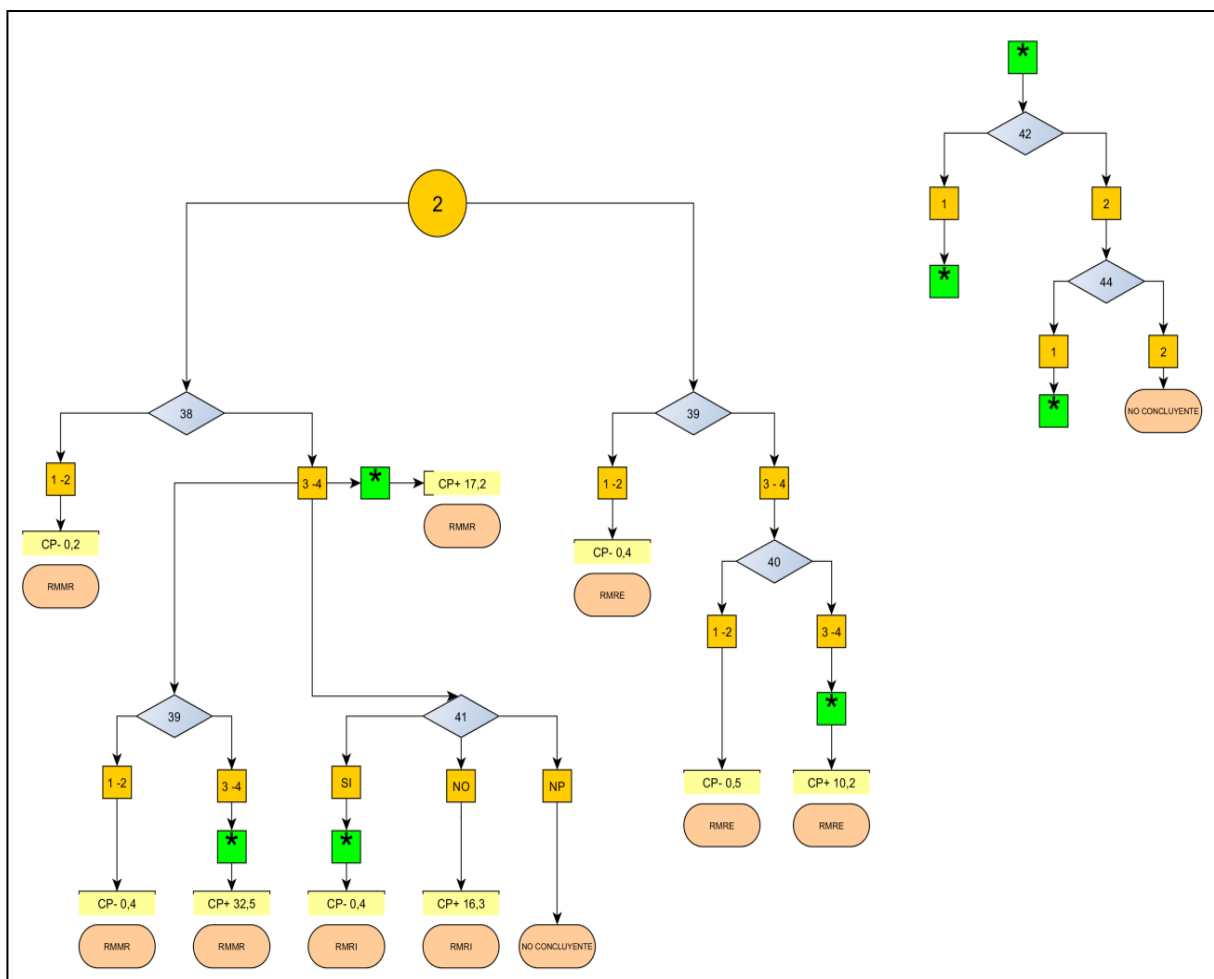 *
42
2
1
2
*
44
1
2
38
39
*
NO CONCLUYENTE
1 -2
3 -4
*
CP+ 17,2
1 -2
3 - 4
RMMR
CP- 0,2
CP- 0,4
40
RMMR
RMRE
1 -2
3 -4
39
41
*
1 -2
3 -4
SI
NO
NP
CP- 0,5
CP+ 10,2
RMRE
RMRE
*
*
CP- 0,4
CP+ 32,5
CP- 0,4
CP+ 16,3
RMMR
RMMR
RMRI
RMRI
NO CONCLUYENTE